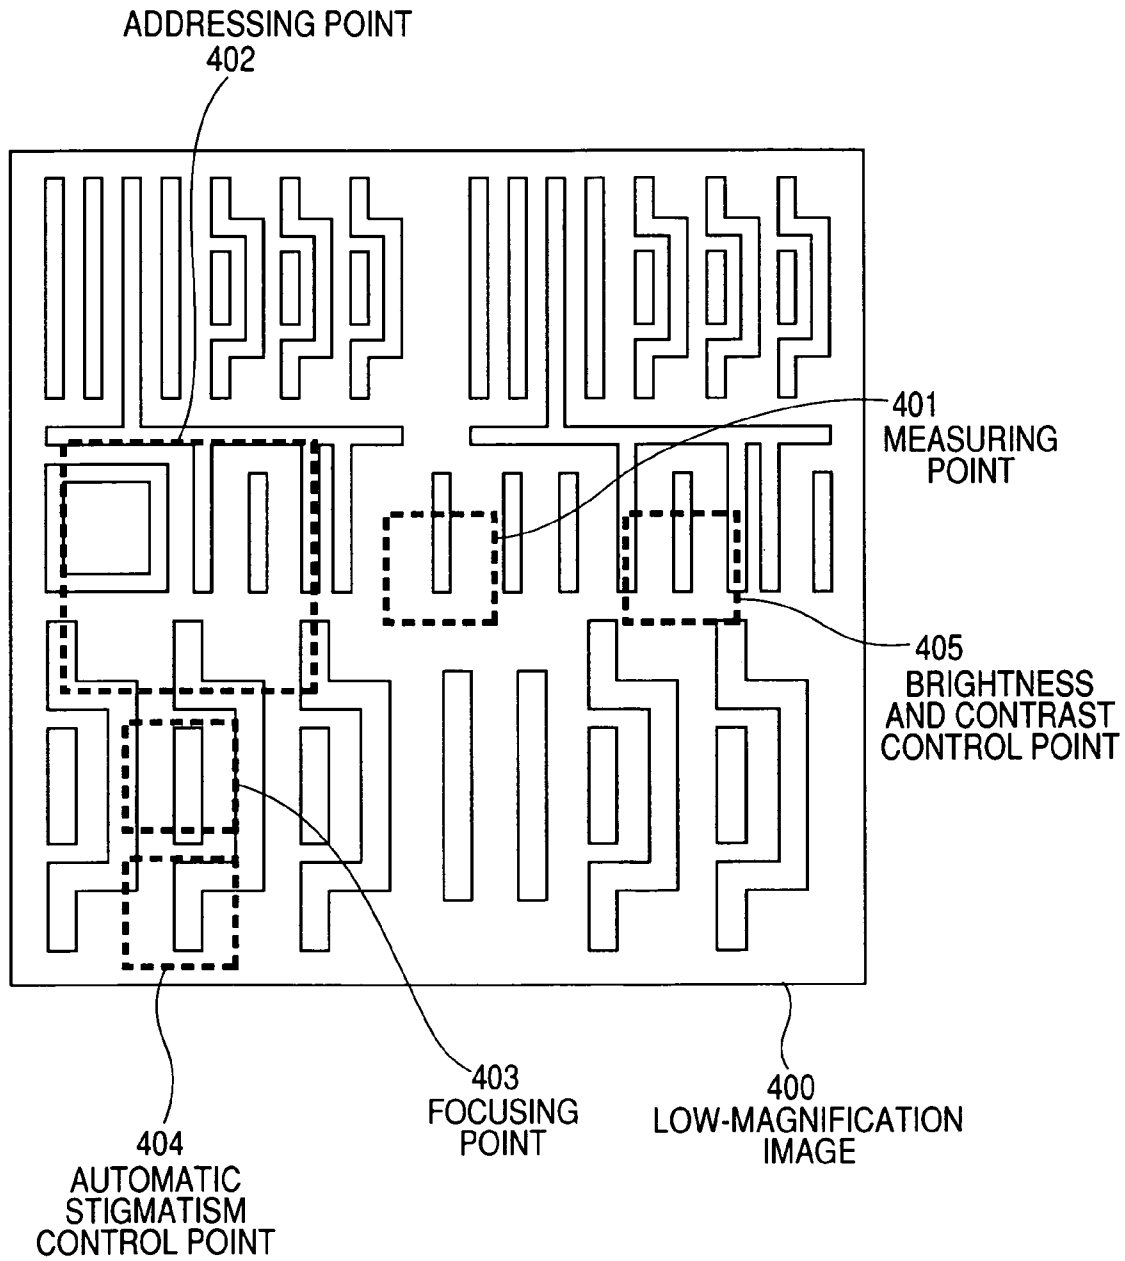 ADDRESSING POINT
402
401
MEASURING
POINT
405
BRIGHTNESS
AND CONTRAST
CONTROL POINT
403
FOCUSING
POINT
400
LOW-MAGNIFICATION
IMAGE
404
AUTOMATIC
STIGMATISM
CONTROL POINT